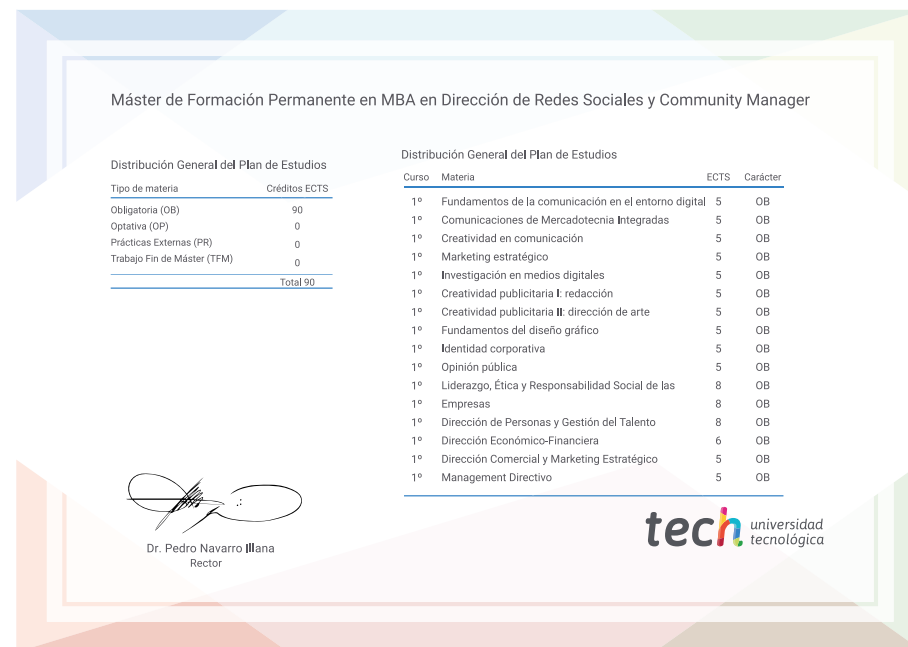 Máster de Formación Permanente en MBA en Dirección de Redes Sociales y Community Manager
Distribución General del Plan de Estudios
Tipo de materia Créditos ECTS
Obligatoria (OB) 90
Optativa (OP) 0
Prácticas Externas (PR) 0
Trabajo Fin de Máster (TFM) 0
Total 90
Distribución General del Plan de Estudios
Curso Materia ECTS Carácter
1º Fundamentos de la comunicación en el entorno digital 5 OB
1º Comunicaciones de Mercadotecnia Integradas 5 OB
1º Creatividad en comunicación 5 OB
1º Marketing estratégico 5 OB
1º Investigación en medios digitales 5 OB
1º Creatividad publicitaria I: redacción 5 OB
1º Creatividad publicitaria II: dirección de arte 5 OB
1º Fundamentos del diseño gráfico 5 OB
1º Identidad corporativa 5 OB
1º Opinión pública 5 OB
1º Liderazgo, Ética y Responsabilidad Social de las 8 OB
1º Empresas 8 OB
1º Dirección de Personas y Gestión del Talento 8 OB
1º Dirección Económico-Financiera 6 OB
1º Dirección Comercial y Marketing Estratégico 5 OB
1º Management Directivo 5 OB
Dr. Pedro Navarro Illana
Rector
tech universidad
tecnológica